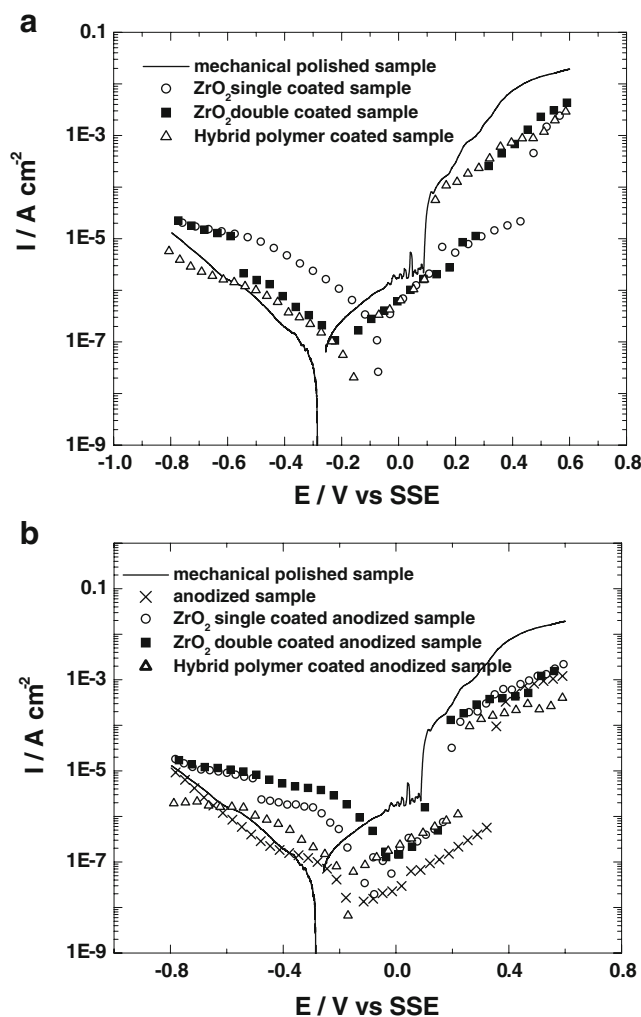 a
0.1
1E-3
1E-5
1E-7
1E-9
I / A cm⁻²
mechanical polished sample
ZrO₂ single coated sample
ZrO₂ double coated sample
Hybrid polymer coated sample
-1.0 -0.8 -0.6 -0.4 -0.2 0.0 0.2 0.4 0.6 0.8
E / V vs SSE
b
0.1
1E-3
1E-5
1E-7
1E-9
I / A cm⁻²
mechanical polished sample
anodized sample
ZrO₂ single coated anodized sample
ZrO₂ double coated anodized sample
Hybrid polymer coated anodized sample
-0.8 -0.4 0.0 0.4 0.8
E / V vs SSE